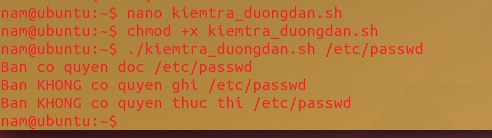 nam@ubuntu:~$ nano kiemtra_duongdan.sh
nam@ubuntu:~$ chmod +x kiemtra_duongdan.sh
nam@ubuntu:~$ ./kiemtra_duongdan.sh /etc/passwd
Ban co quyen doc /etc/passwd
Ban KHONG co quyen ghi /etc/passwd
Ban KHONG co quyen thuc thi /etc/passwd
nam@ubuntu:~$